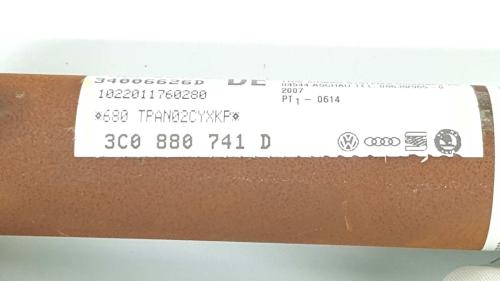 34006626D DE
1022011760280
2007
PT1 - 0614
*680 TPAN02CYXKP*
3C0 880 741 D